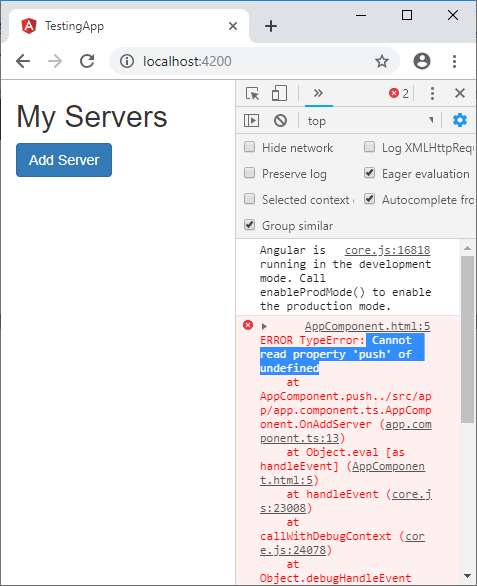 TestingApp
localhost:4200
My Servers
Add Server
2
top
Hide network
Log XMLHttpRequ
Preserve log
Eager evaluation
Selected context
Autocomplete fro
Group similar
Angular is core.js:16818
running in the development
mode. Call
enableProdMode() to enable
the production mode.
AppComponent.html:5
ERROR TypeError: Cannot
read property 'push' of
undefined
at
AppComponent.push../src/ap
p/app.component.ts.AppComp
onent.OnAddServer (app.com
ponent.ts:13)
at Object.eval [as
handleEvent] (AppComponen
t.html:5)
at handleEvent (core.j
s:23008)
at
callWithDebugContext (cor
e.js:24078)
at
Object.debugHandleEvent